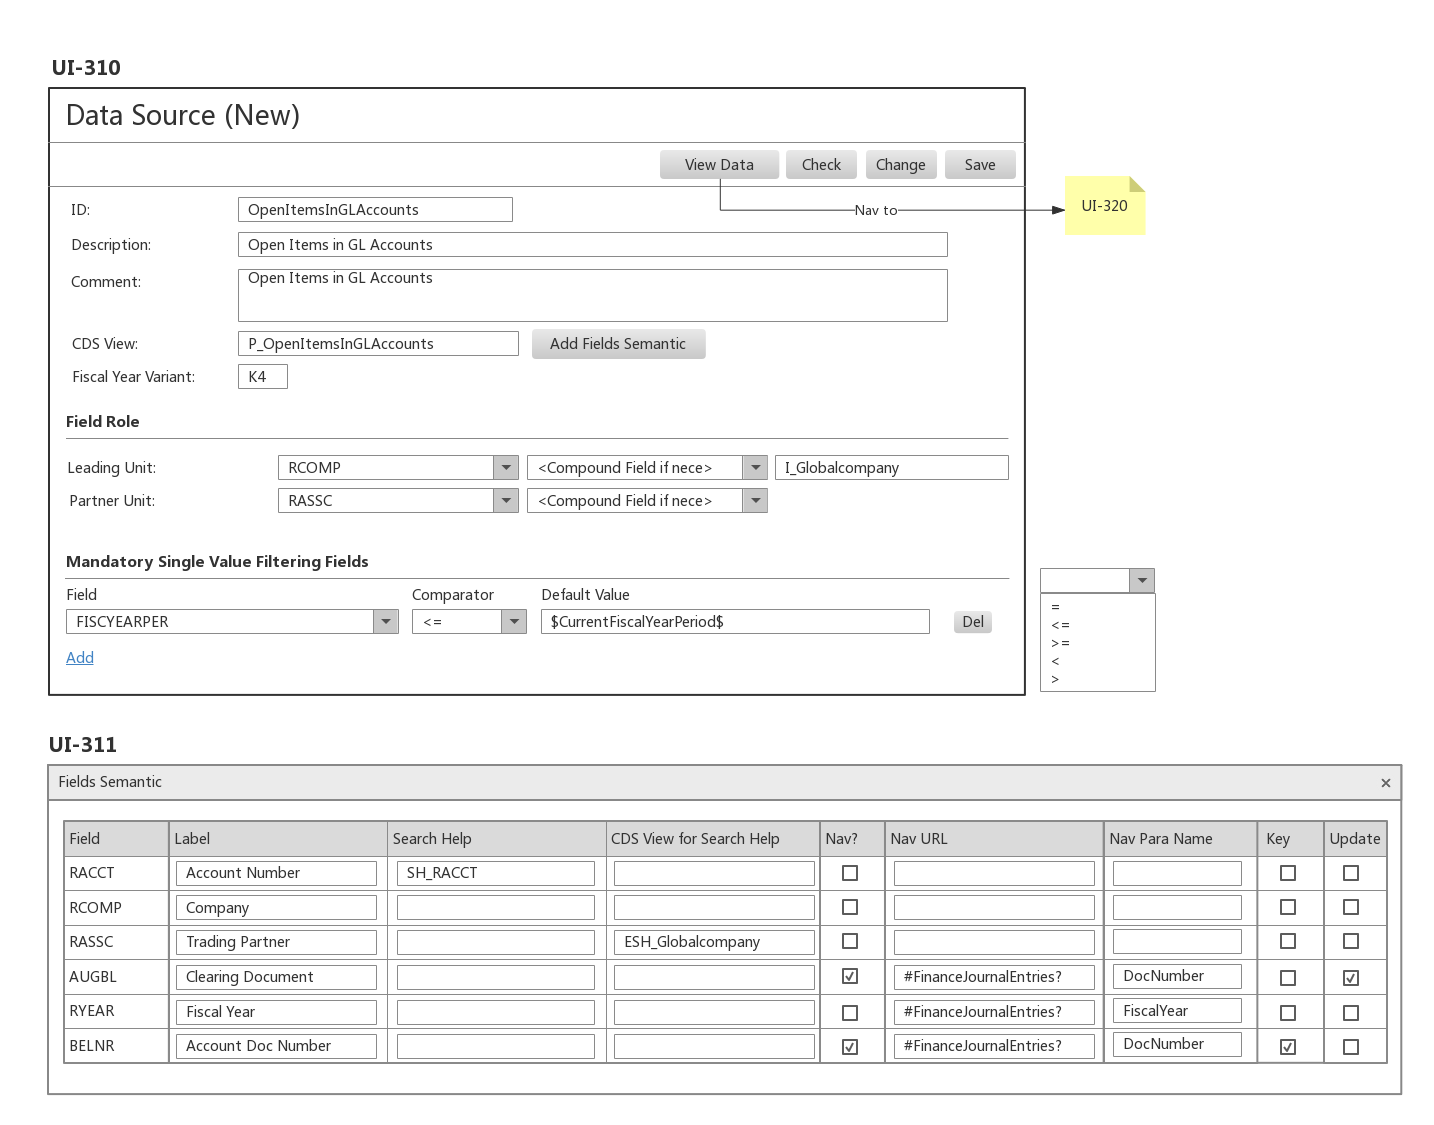 UI-310
Data Source (New)
View Data Check Change Save
ID: OpenItemsInGLAccounts
Nav to
UI-320
Description: Open Items in GL Accounts
Comment: Open Items in GL Accounts
CDS View: P_OpenItemsInGLAccounts Add Fields Semantic
Fiscal Year Variant: K4
Field Role
Leading Unit: RCOMP <Compound Field if nece> I_Globalcompany
Partner Unit: RASSC <Compound Field if nece>
Mandatory Single Value Filtering Fields
Field Comparator Default Value
FISCYEARPER <= $CurrentFiscalYearPeriod$ Del
Add
=
<=
>=
<
>
UI-311
Fields Semantic ×
Field Label Search Help CDS View for Search Help Nav? Nav URL Nav Para Name Key Update
RACCT Account Number SH_RACCT
RCOMP Company
RASSC Trading Partner ESH_Globalcompany
AUGBL Clearing Document #FinanceJournalEntries? DocNumber
RYEAR Fiscal Year #FinanceJournalEntries? FiscalYear
BELNR Account Doc Number #FinanceJournalEntries? DocNumber